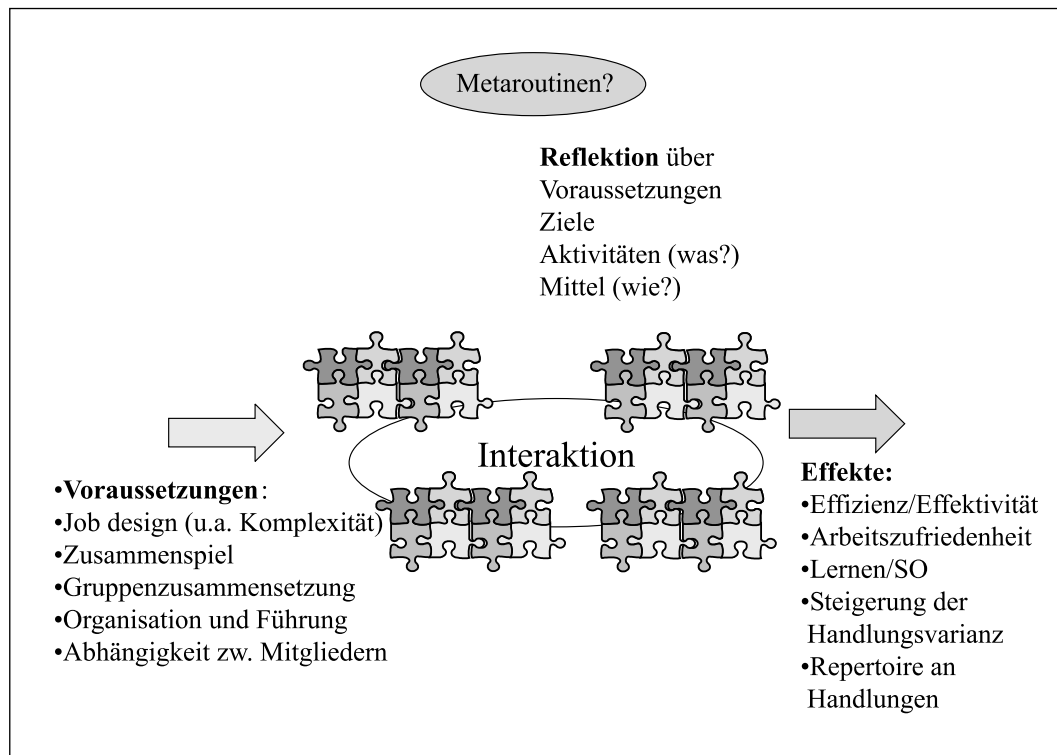 Metaroutinen?
Reflektion über
Voraussetzungen
Ziele
Aktivitäten (was?)
Mittel (wie?)
Interaktion
•Voraussetzungen:
•Job design (u.a. Komplexität)
•Zusammenspiel
•Gruppenzusammensetzung
•Organisation und Führung
•Abhängigkeit zw. Mitgliedern
Effekte:
•Effizienz/Effektivität
•Arbeitszufriedenheit
•Lernen/SO
•Steigerung der
Handlungsvarianz
•Repertoire an
Handlungen